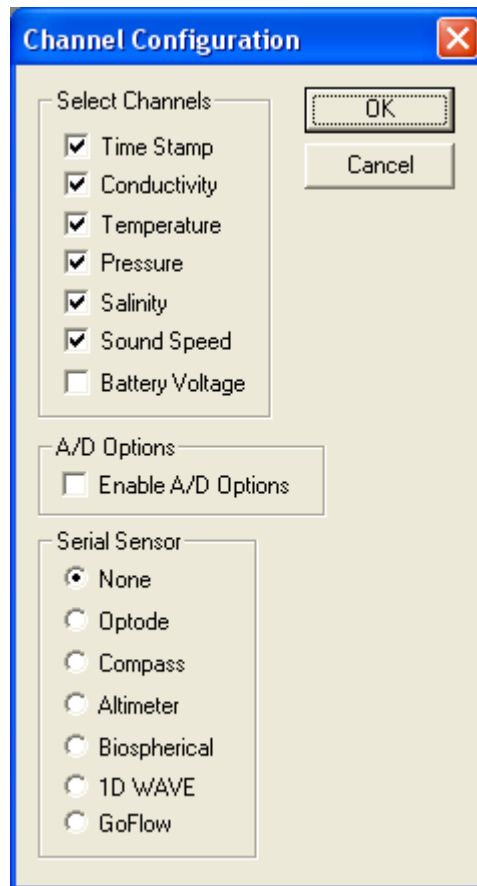 Channel Configuration
Select Channels
Time Stamp
Conductivity
Temperature
Pressure
Salinity
Sound Speed
Battery Voltage
OK
Cancel
A/D Options
Enable A/D Options
Serial Sensor
None
Optode
Compass
Altimeter
Biospherical
1D WAVE
GoFlow